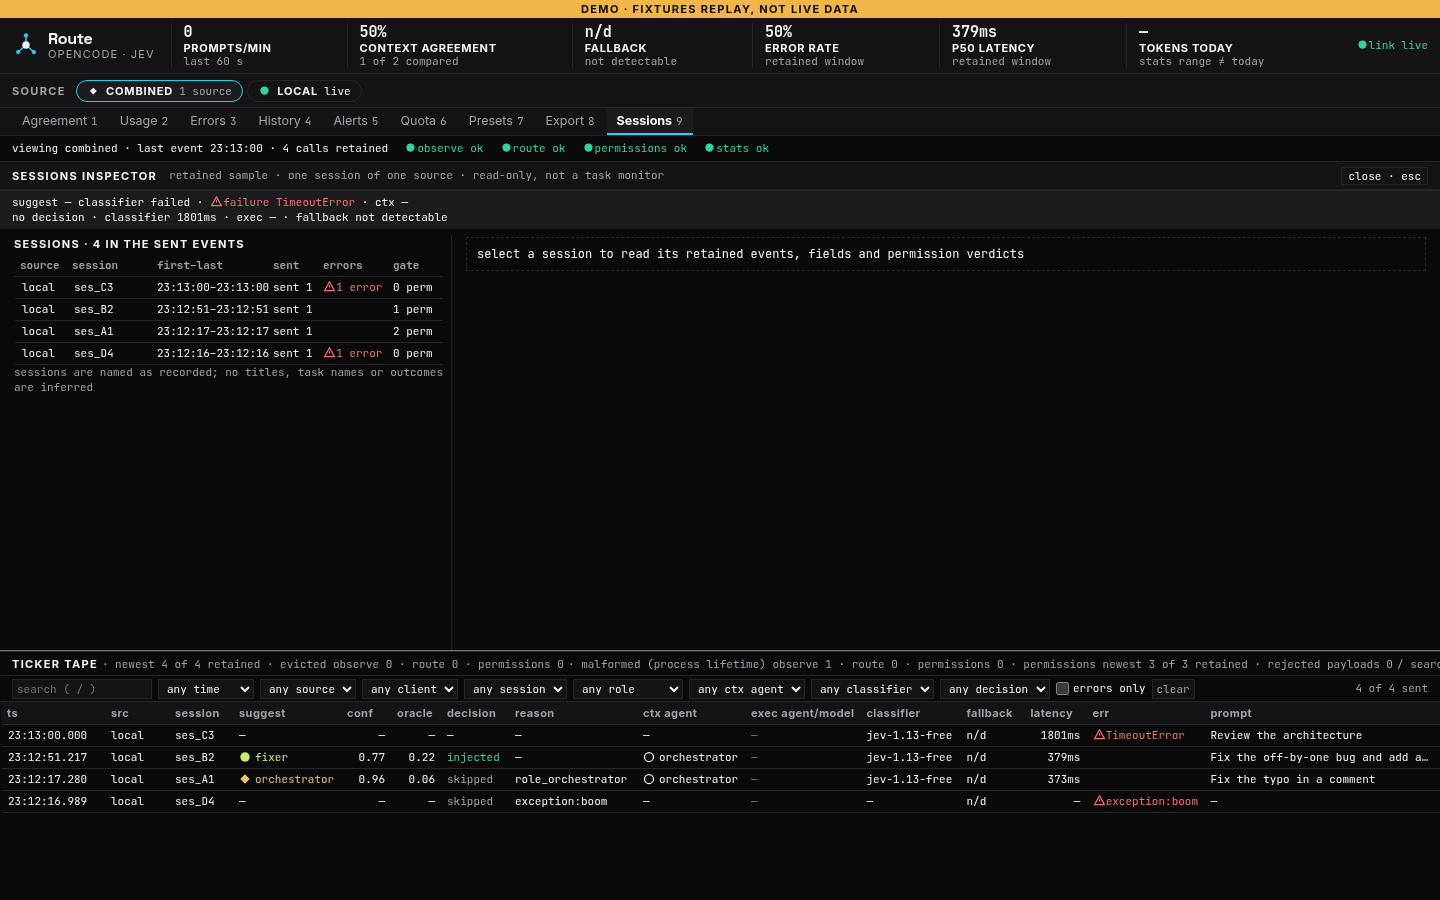 DEMO · FIXTURES REPLAY, NOT LIVE DATA
Route
OPENCODE · JEV
0
PROMPTS/MIN
last 60 s
50%
CONTEXT AGREEMENT
1 of 2 compared
n/d
FALLBACK
not detectable
50%
ERROR RATE
retained window
379ms
P50 LATENCY
retained window
—
TOKENS TODAY
stats range ≠ today
link live
SOURCE ◆ COMBINED 1 source LOCAL live
Agreement 1 Usage 2 Errors 3 History 4 Alerts 5 Quota 6 Presets 7 Export 8 Sessions 9
viewing combined · last event 23:13:00 · 4 calls retained observe ok route ok permissions ok stats ok
SESSIONS INSPECTOR retained sample · one session of one source · read-only, not a task monitor close · esc
suggest — classifier failed · failure TimeoutError · ctx —
no decision · classifier 1801ms · exec — · fallback not detectable
SESSIONS · 4 IN THE SENT EVENTS
source session first–last sent errors gate
local ses_C3 23:13:00–23:13:00 sent 1 1 error 0 perm
local ses_B2 23:12:51–23:12:51 sent 1 1 perm
local ses_A1 23:12:17–23:12:17 sent 1 2 perm
local ses_D4 23:12:16–23:12:16 sent 1 1 error 0 perm
sessions are named as recorded; no titles, task names or outcomes
are inferred
select a session to read its retained events, fields and permission verdicts
TICKER TAPE · newest 4 of 4 retained · evicted observe 0 · route 0 · permissions 0 · malformed (process lifetime) observe 1 · route 0 · permissions 0 · permissions newest 3 of 3 retained · rejected payloads 0 / searc
search ( / ) any time any source any client any session any role any ctx agent any classifier any decision errors only clear 4 of 4 sent
ts src session suggest conf oracle decision reason ctx agent exec agent/model classifier fallback latency err prompt
23:13:00.000 local ses_C3 — — — — — — — jev-1.13-free n/d 1801ms TimeoutError Review the architecture
23:12:51.217 local ses_B2 fixer 0.77 0.22 injected — orchestrator — jev-1.13-free n/d 379ms Fix the off-by-one bug and add a…
23:12:17.280 local ses_A1 orchestrator 0.96 0.06 skipped role_orchestrator orchestrator — jev-1.13-free n/d 373ms Fix the typo in a comment
23:12:16.989 local ses_D4 — — — skipped exception:boom — — — n/d — exception:boom —